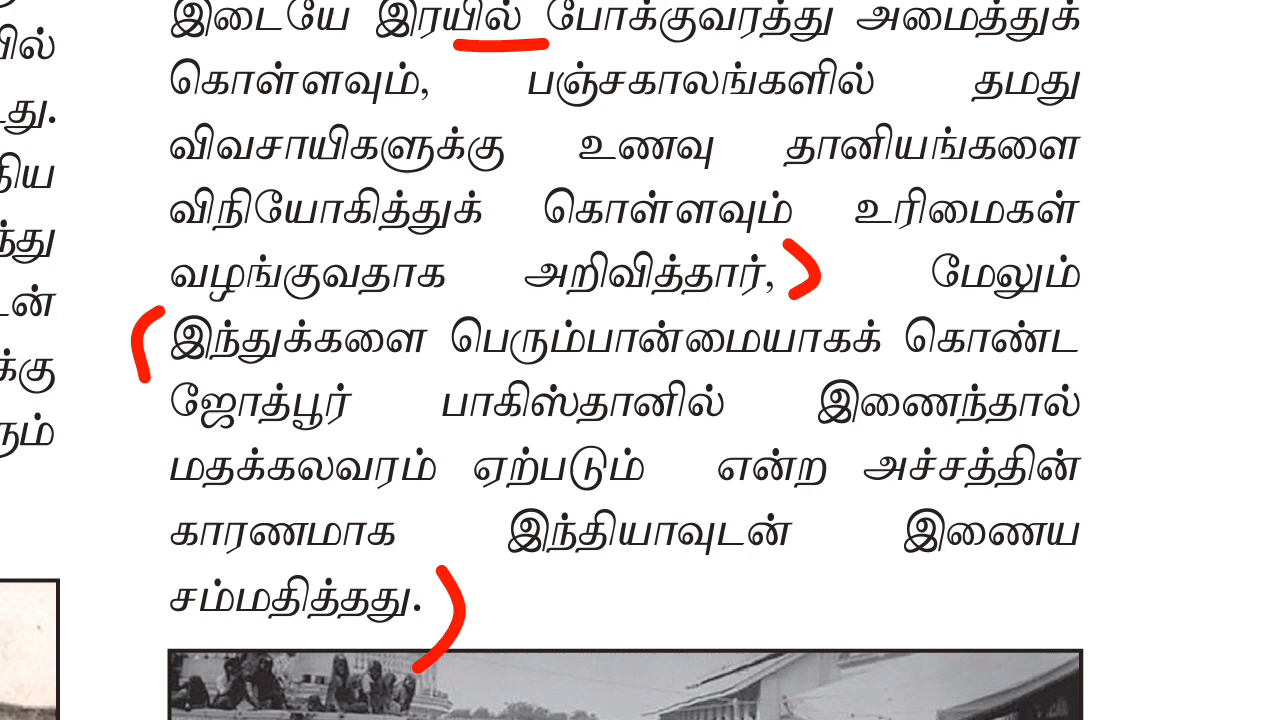 யில்
டது.
ந்து
டன்
க்கு
ரும்
இடையே இரயில் போக்குவரத்து அமைத்துக்
கொள்ளவும், பஞ்சகாலங்களில் தமது
விவசாயிகளுக்கு உணவு தானியங்களை
விநியோகித்துக் கொள்ளவும் உரிமைகள்
வழங்குவதாக அறிவித்தார், மேலும்
இந்துக்களை பெரும்பான்மையாகக் கொண்ட
ஜோத்பூர் பாகிஸ்தானில் இணைந்தால்
மதக்கலவரம் ஏற்படும் என்ற அச்சத்தின்
காரணமாக இந்தியாவுடன் இணைய
சம்மதித்தது.